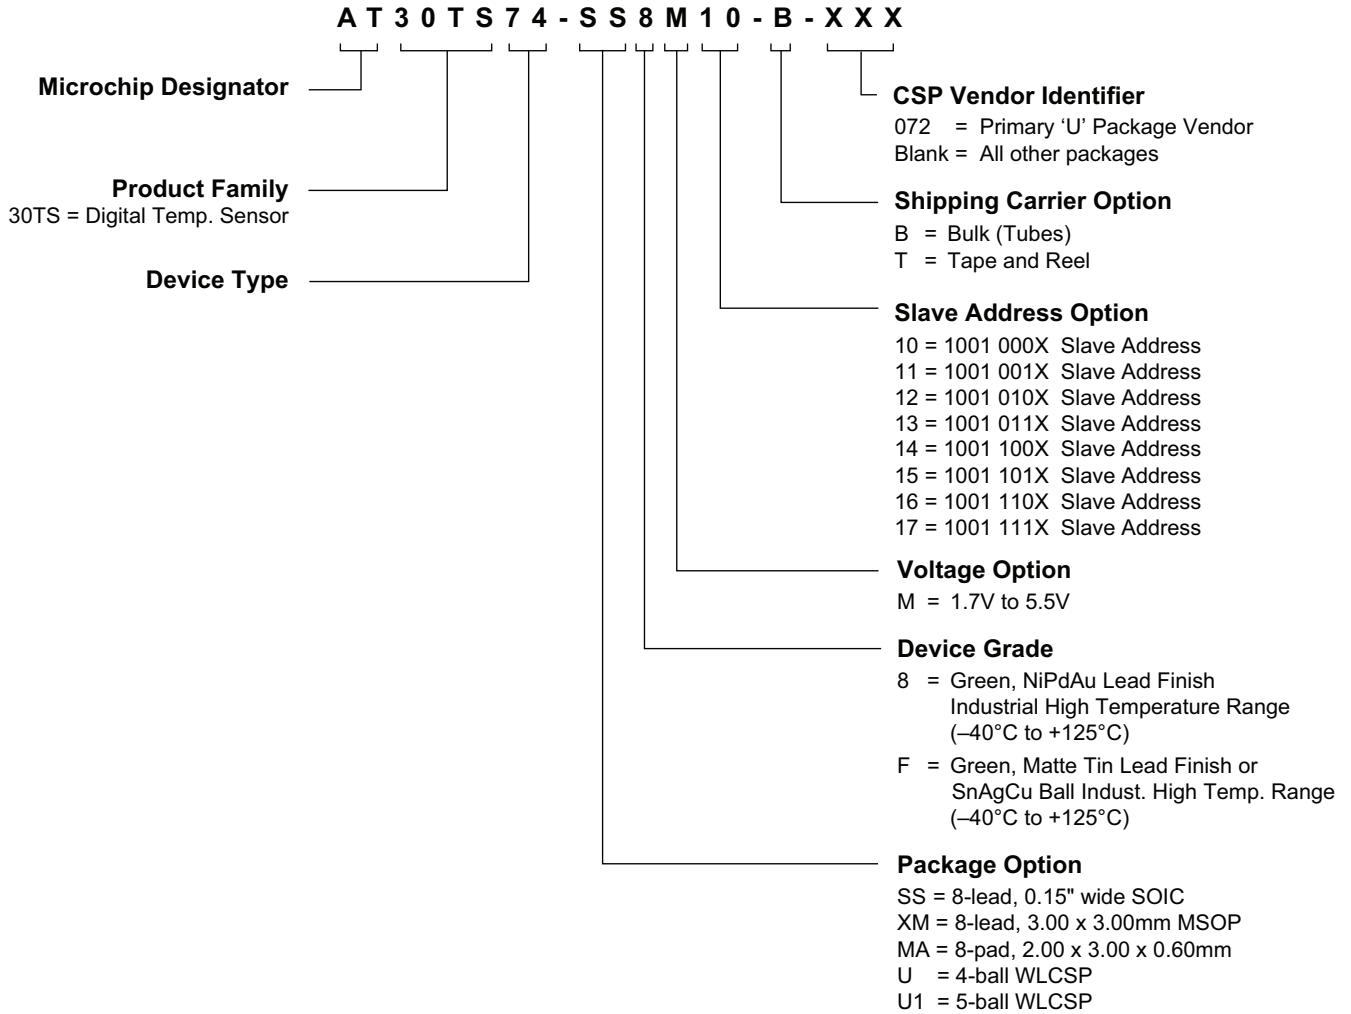 AT30TS74-SS8M10-B-XXX
Microchip Designator
Product Family
30TS = Digital Temp. Sensor
Device Type
CSP Vendor Identifier
072 = Primary ‘U’ Package Vendor
Blank = All other packages
Shipping Carrier Option
B = Bulk (Tubes)
T = Tape and Reel
Slave Address Option
10 = 1001 000X Slave Address
11 = 1001 001X Slave Address
12 = 1001 010X Slave Address
13 = 1001 011X Slave Address
14 = 1001 100X Slave Address
15 = 1001 101X Slave Address
16 = 1001 110X Slave Address
17 = 1001 111X Slave Address
Voltage Option
M = 1.7V to 5.5V
Device Grade
8 = Green, NiPdAu Lead Finish
Industrial High Temperature Range
(–40°C to +125°C)
F = Green, Matte Tin Lead Finish or
SnAgCu Ball Indust. High Temp. Range
(–40°C to +125°C)
Package Option
SS = 8-lead, 0.15" wide SOIC
XM = 8-lead, 3.00 x 3.00mm MSOP
MA = 8-pad, 2.00 x 3.00 x 0.60mm
U = 4-ball WLCSP
U1 = 5-ball WLCSP